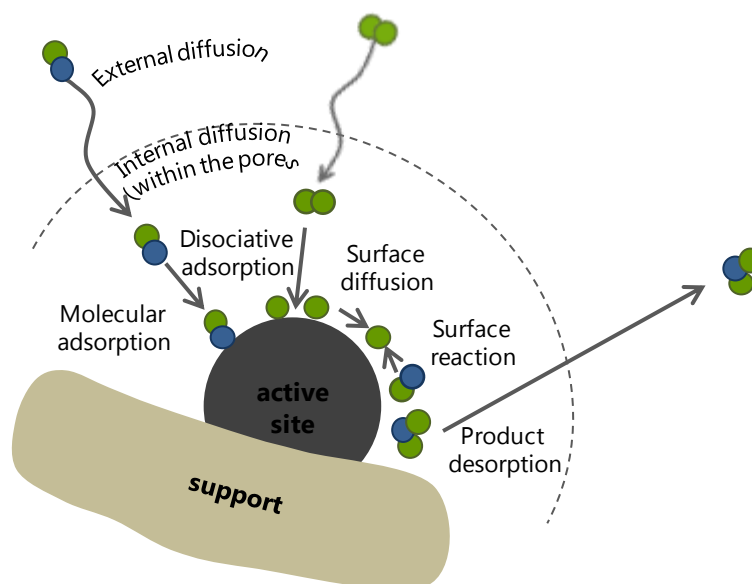 External diffusion
Internal diffusion
(within the pores
Disociative
adsorption
Surface
diffusion
Molecular
adsorption
Surface
reaction
active
site
Product
desorption
support